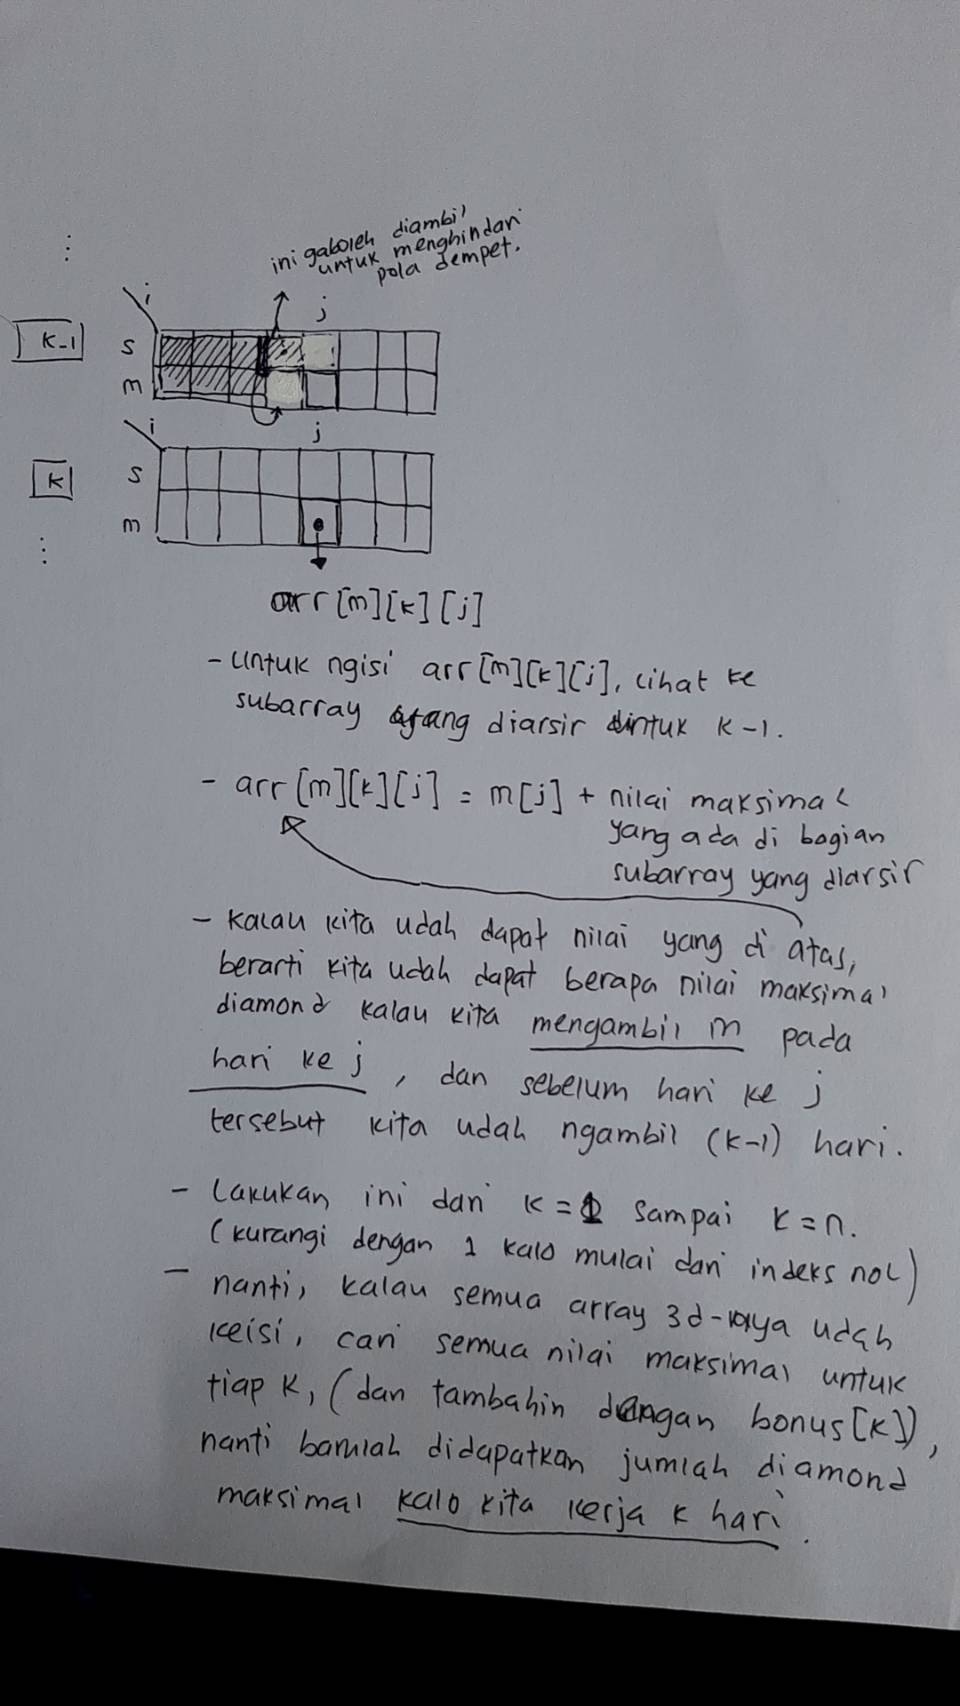 ini gaboleh diambil
untuk menghindari
pola dempet.
i
j
k-1
s
m
i
j
k
s
m
arr[m][k][j]
- Untuk ngisi arr[m][k][j], lihat ke
subarray yang diarsir untuk k-1.
- arr[m][k][j] = m[j] + nilai maksimal
yang ada di bagian
subarray yang diarsir
- Kalau kita udah dapat nilai yang di atas,
berarti kita udah dapat berapa nilai maksimal
diamond kalau kita mengambil m pada
hari ke j, dan sebelum hari ke j
tersebut kita udah ngambil (k-1) hari.
- Lakukan ini dari k=1 sampai k=n.
(kurangi dengan 1 kalo mulai dari indeks nol)
- nanti, kalau semua array 3d-nya udah
keisi, cari semua nilai maksimal untuk
tiap k, (dan tambahin dengan bonus[k]),
nanti barulah didapatkan jumlah diamond
maksimal kalo kita kerja k hari.